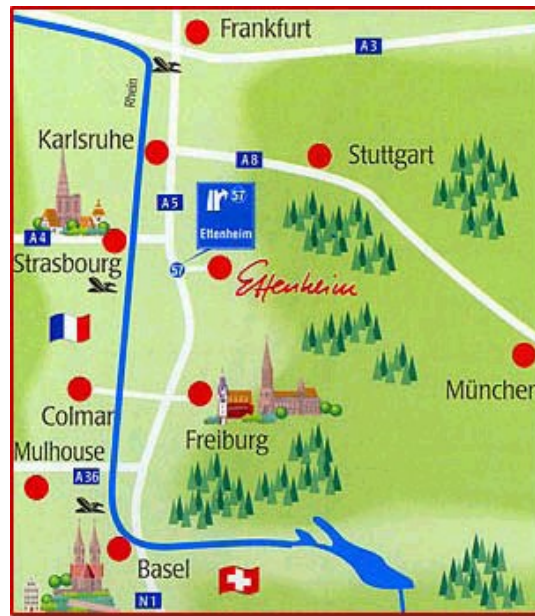 Frankfurt
A3
Rhein
Karlsruhe
A8
Stuttgart
A5
57
Ettenheim
A4
Strasbourg
57
Ettenheim
München
Colmar
Freiburg
Mulhouse
A36
Basel
N1